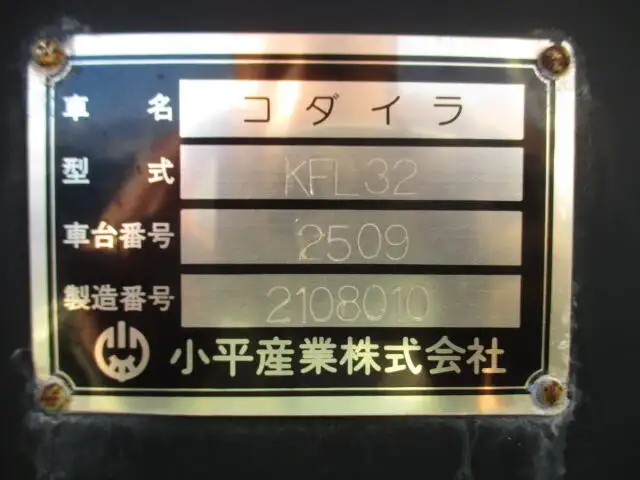 車名 コダイラ
型式 KFL32
車台番号 2509
製造番号 2108010
小平産業株式会社